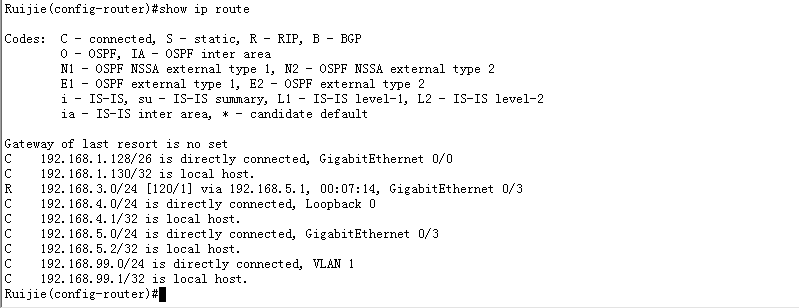 Ruijie(config-router)#show ip route
Codes:  C - connected, S - static, R - RIP, B - BGP
O - OSPF, IA - OSPF inter area
N1 - OSPF NSSA external type 1, N2 - OSPF NSSA external type 2
E1 - OSPF external type 1, E2 - OSPF external type 2
i - IS-IS, su - IS-IS summary, L1 - IS-IS level-1, L2 - IS-IS level-2
ia - IS-IS inter area, * - candidate default
Gateway of last resort is no set
C    192.168.1.128/26 is directly connected, GigabitEthernet 0/0
C    192.168.1.130/32 is local host.
R    192.168.3.0/24 [120/1] via 192.168.5.1, 00:07:14, GigabitEthernet 0/3
C    192.168.4.0/24 is directly connected, Loopback 0
C    192.168.4.1/32 is local host.
C    192.168.5.0/24 is directly connected, GigabitEthernet 0/3
C    192.168.5.2/32 is local host.
C    192.168.99.0/24 is directly connected, VLAN 1
C    192.168.99.1/32 is local host.
Ruijie(config-router)#